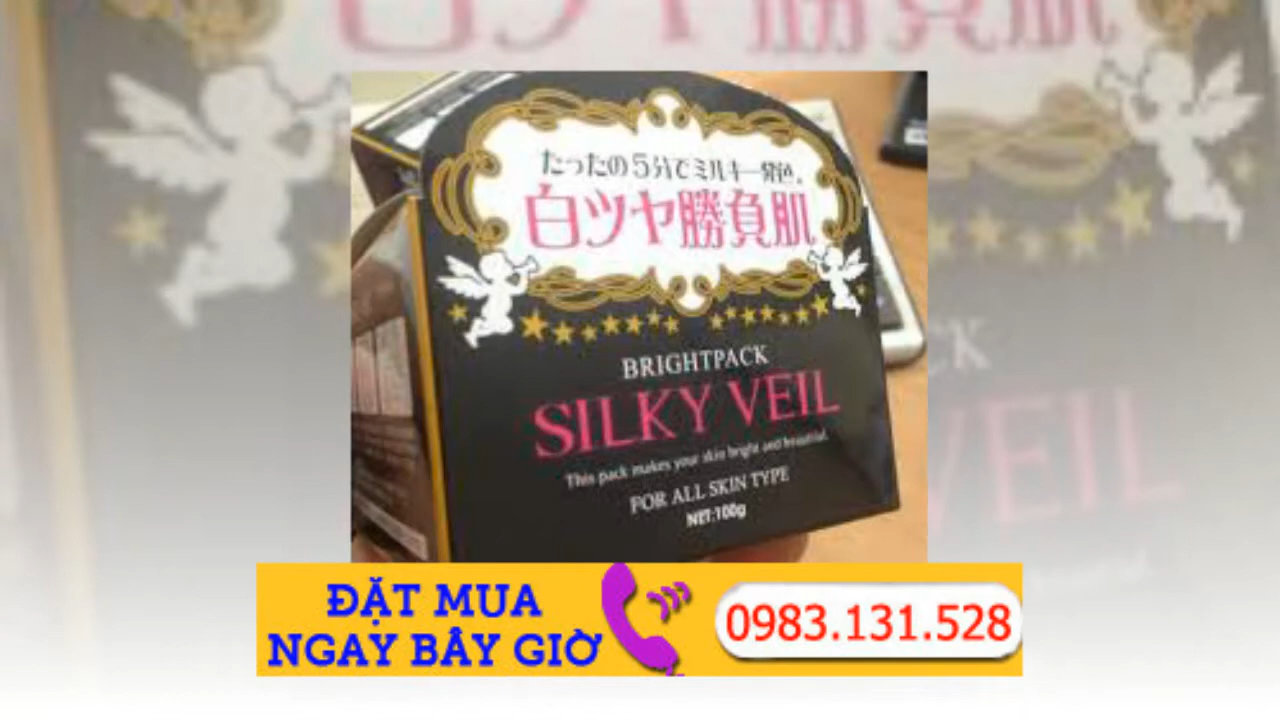 たったの5分でミルキー発色。
白ツヤ勝負肌
BRIGHTPACK
SILKY VEIL
This pack makes your skin bright and beautiful.
FOR ALL SKIN TYPE
NET:100g
ĐẶT MUA
NGAY BÂY GIỜ
0983.131.528